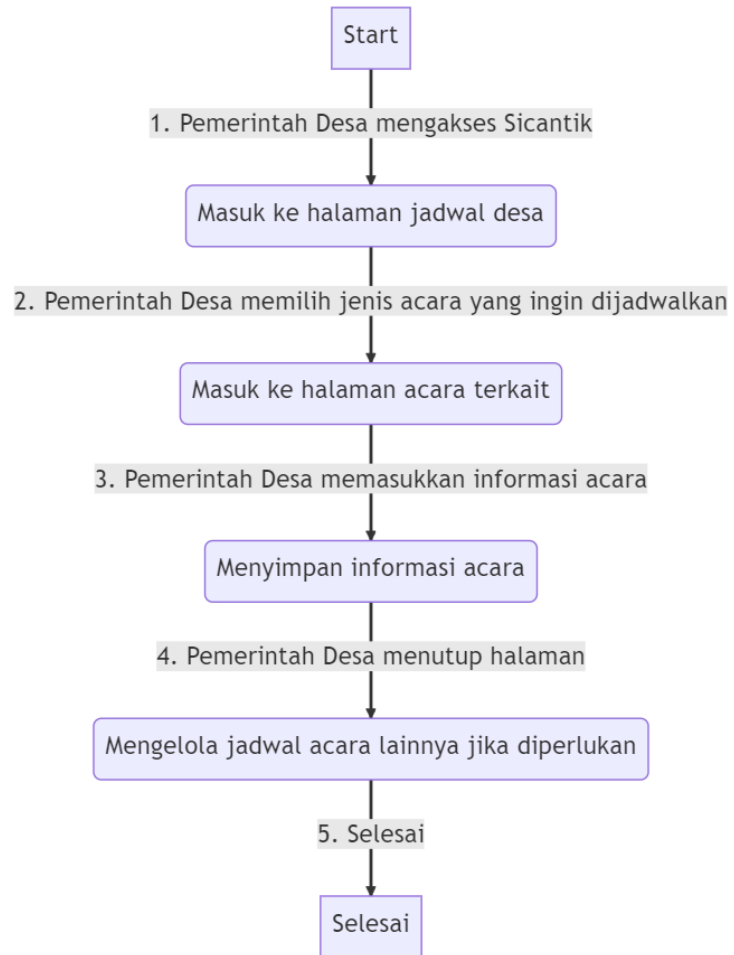 Start
1. Pemerintah Desa mengakses Sicantik
Masuk ke halaman jadwal desa
2. Pemerintah Desa memilih jenis acara yang ingin dijadwalkan
Masuk ke halaman acara terkait
3. Pemerintah Desa memasukkan informasi acara
Menyimpan informasi acara
4. Pemerintah Desa menutup halaman
Mengelola jadwal acara lainnya jika diperlukan
5. Selesai
Selesai